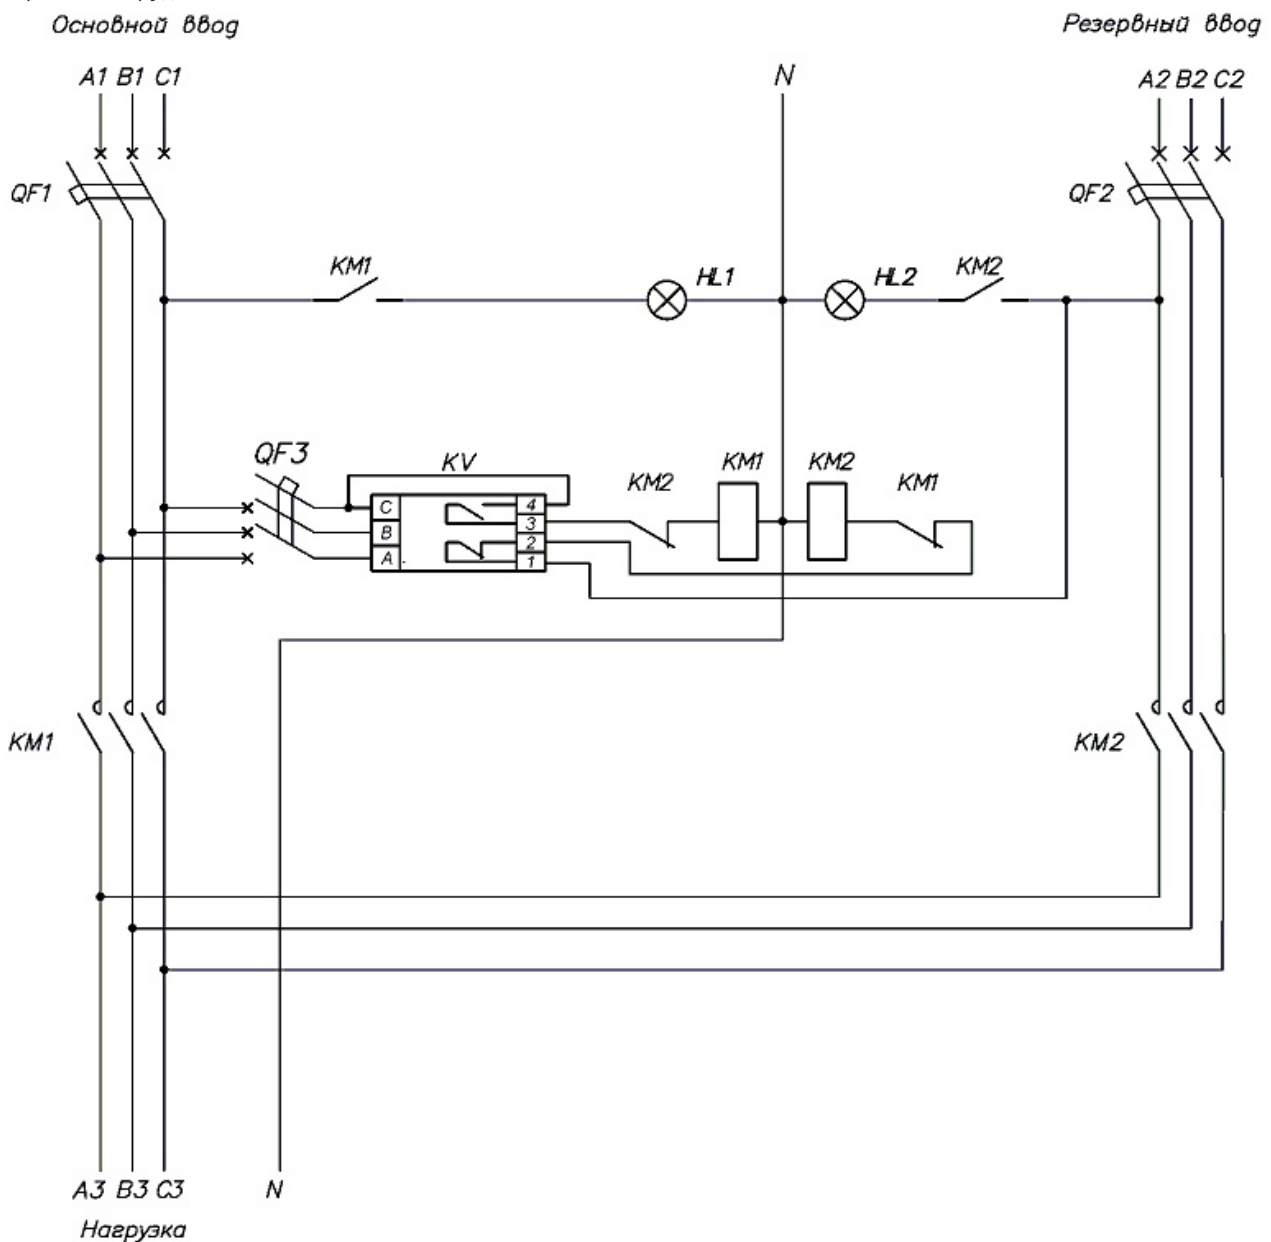 Основной ввод
Резервный ввод
A1 B1 C1
N
A2 B2 C2
QF1
QF2
KM1
HL1
HL2
KM2
QF3
KV
KM2
KM1
KM2
KM1
C
B
A
4
3
2
1
KM1
KM2
A3 B3 C3
N
Нагрузка